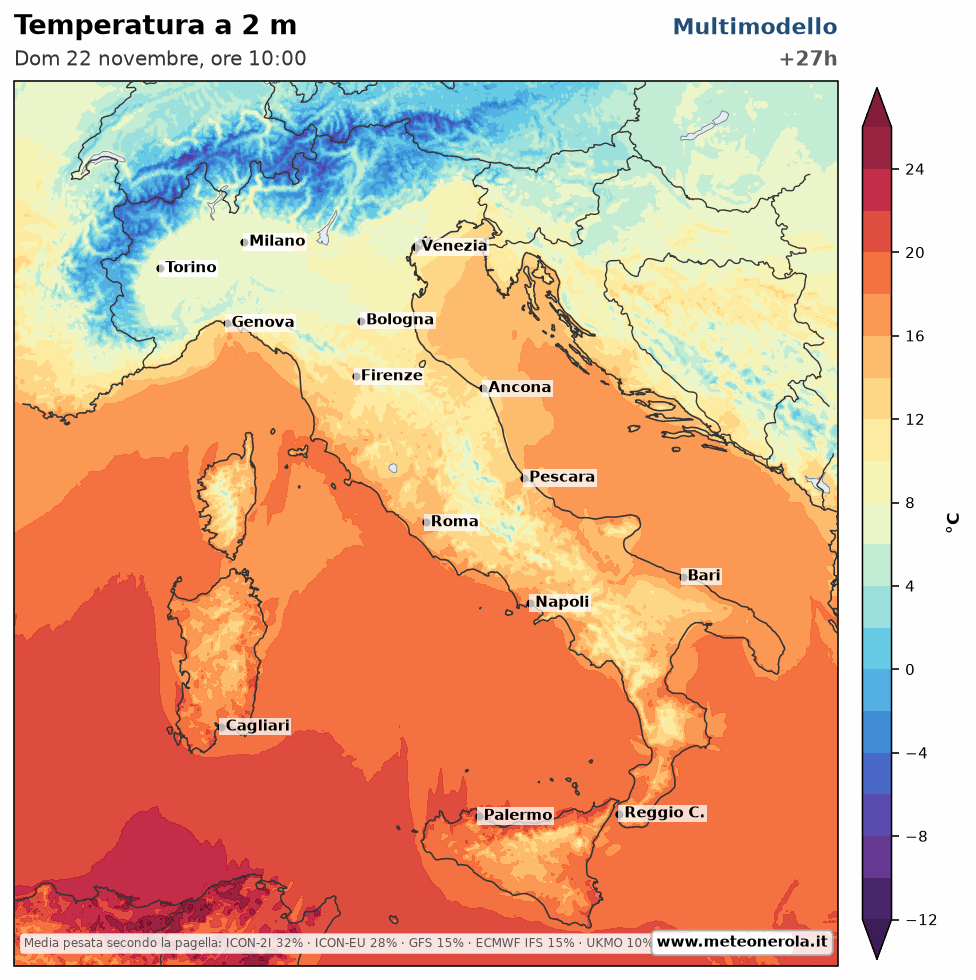 Temperatura a 2 m
Multimodello
Dom 22 novembre, ore 10:00
+27h
24
20
16
12
8
4
0
−4
−8
−12
°C
Milano
Venezia
Torino
Genova
Bologna
Firenze
Ancona
Pescara
Roma
Bari
Napoli
Cagliari
Palermo
Reggio C.
Media pesata secondo la pagella: ICON-2I 32% · ICON-EU 28% · GFS 15% · ECMWF IFS 15% · UKMO 10%
www.meteonerola.it